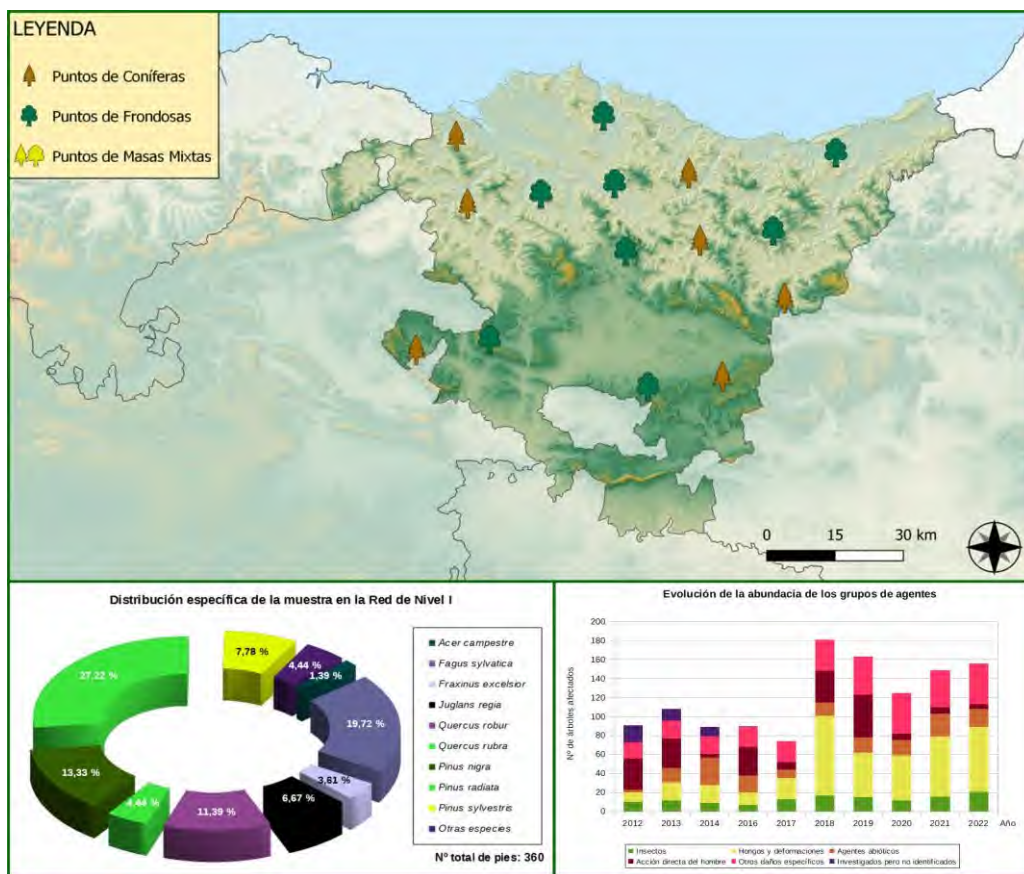 LEYENDA
Puntos de Coníferas
Puntos de Frondosas
Puntos de Masas Mixtas
0 15 30 km
Distribución específica de la muestra en la Red de Nivel I
7,78 %
4,44 %
1,39 %
19,72 %
3,61 %
6,67 %
11,39 %
4,44 %
13,33 %
27,22 %
Acer campestre
Fagus sylvatica
Fraxinus excelsior
Juglans regia
Quercus robur
Quercus rubra
Pinus nigra
Pinus radiata
Pinus sylvestris
Otras especies
Nº total de pies: 360
Evolución de la abundacia de los grupos de agentes
Nº de árboles afectados
200
180
160
140
120
100
80
60
40
20
0
2012 2013 2014 2016 2017 2018 2019 2020 2021 2022 Año
Insectos Hongos y deformaciones Agentes abióticos
Acción directa del hombre Otros daños específicos Investigados pero no identificados